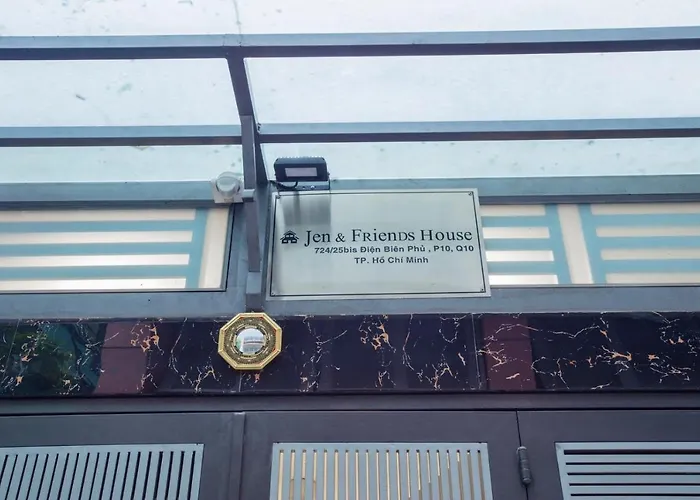 Jen & Friends House
724/25bis Điện Biên Phủ , P10, Q10
TP. Hồ Chí Minh